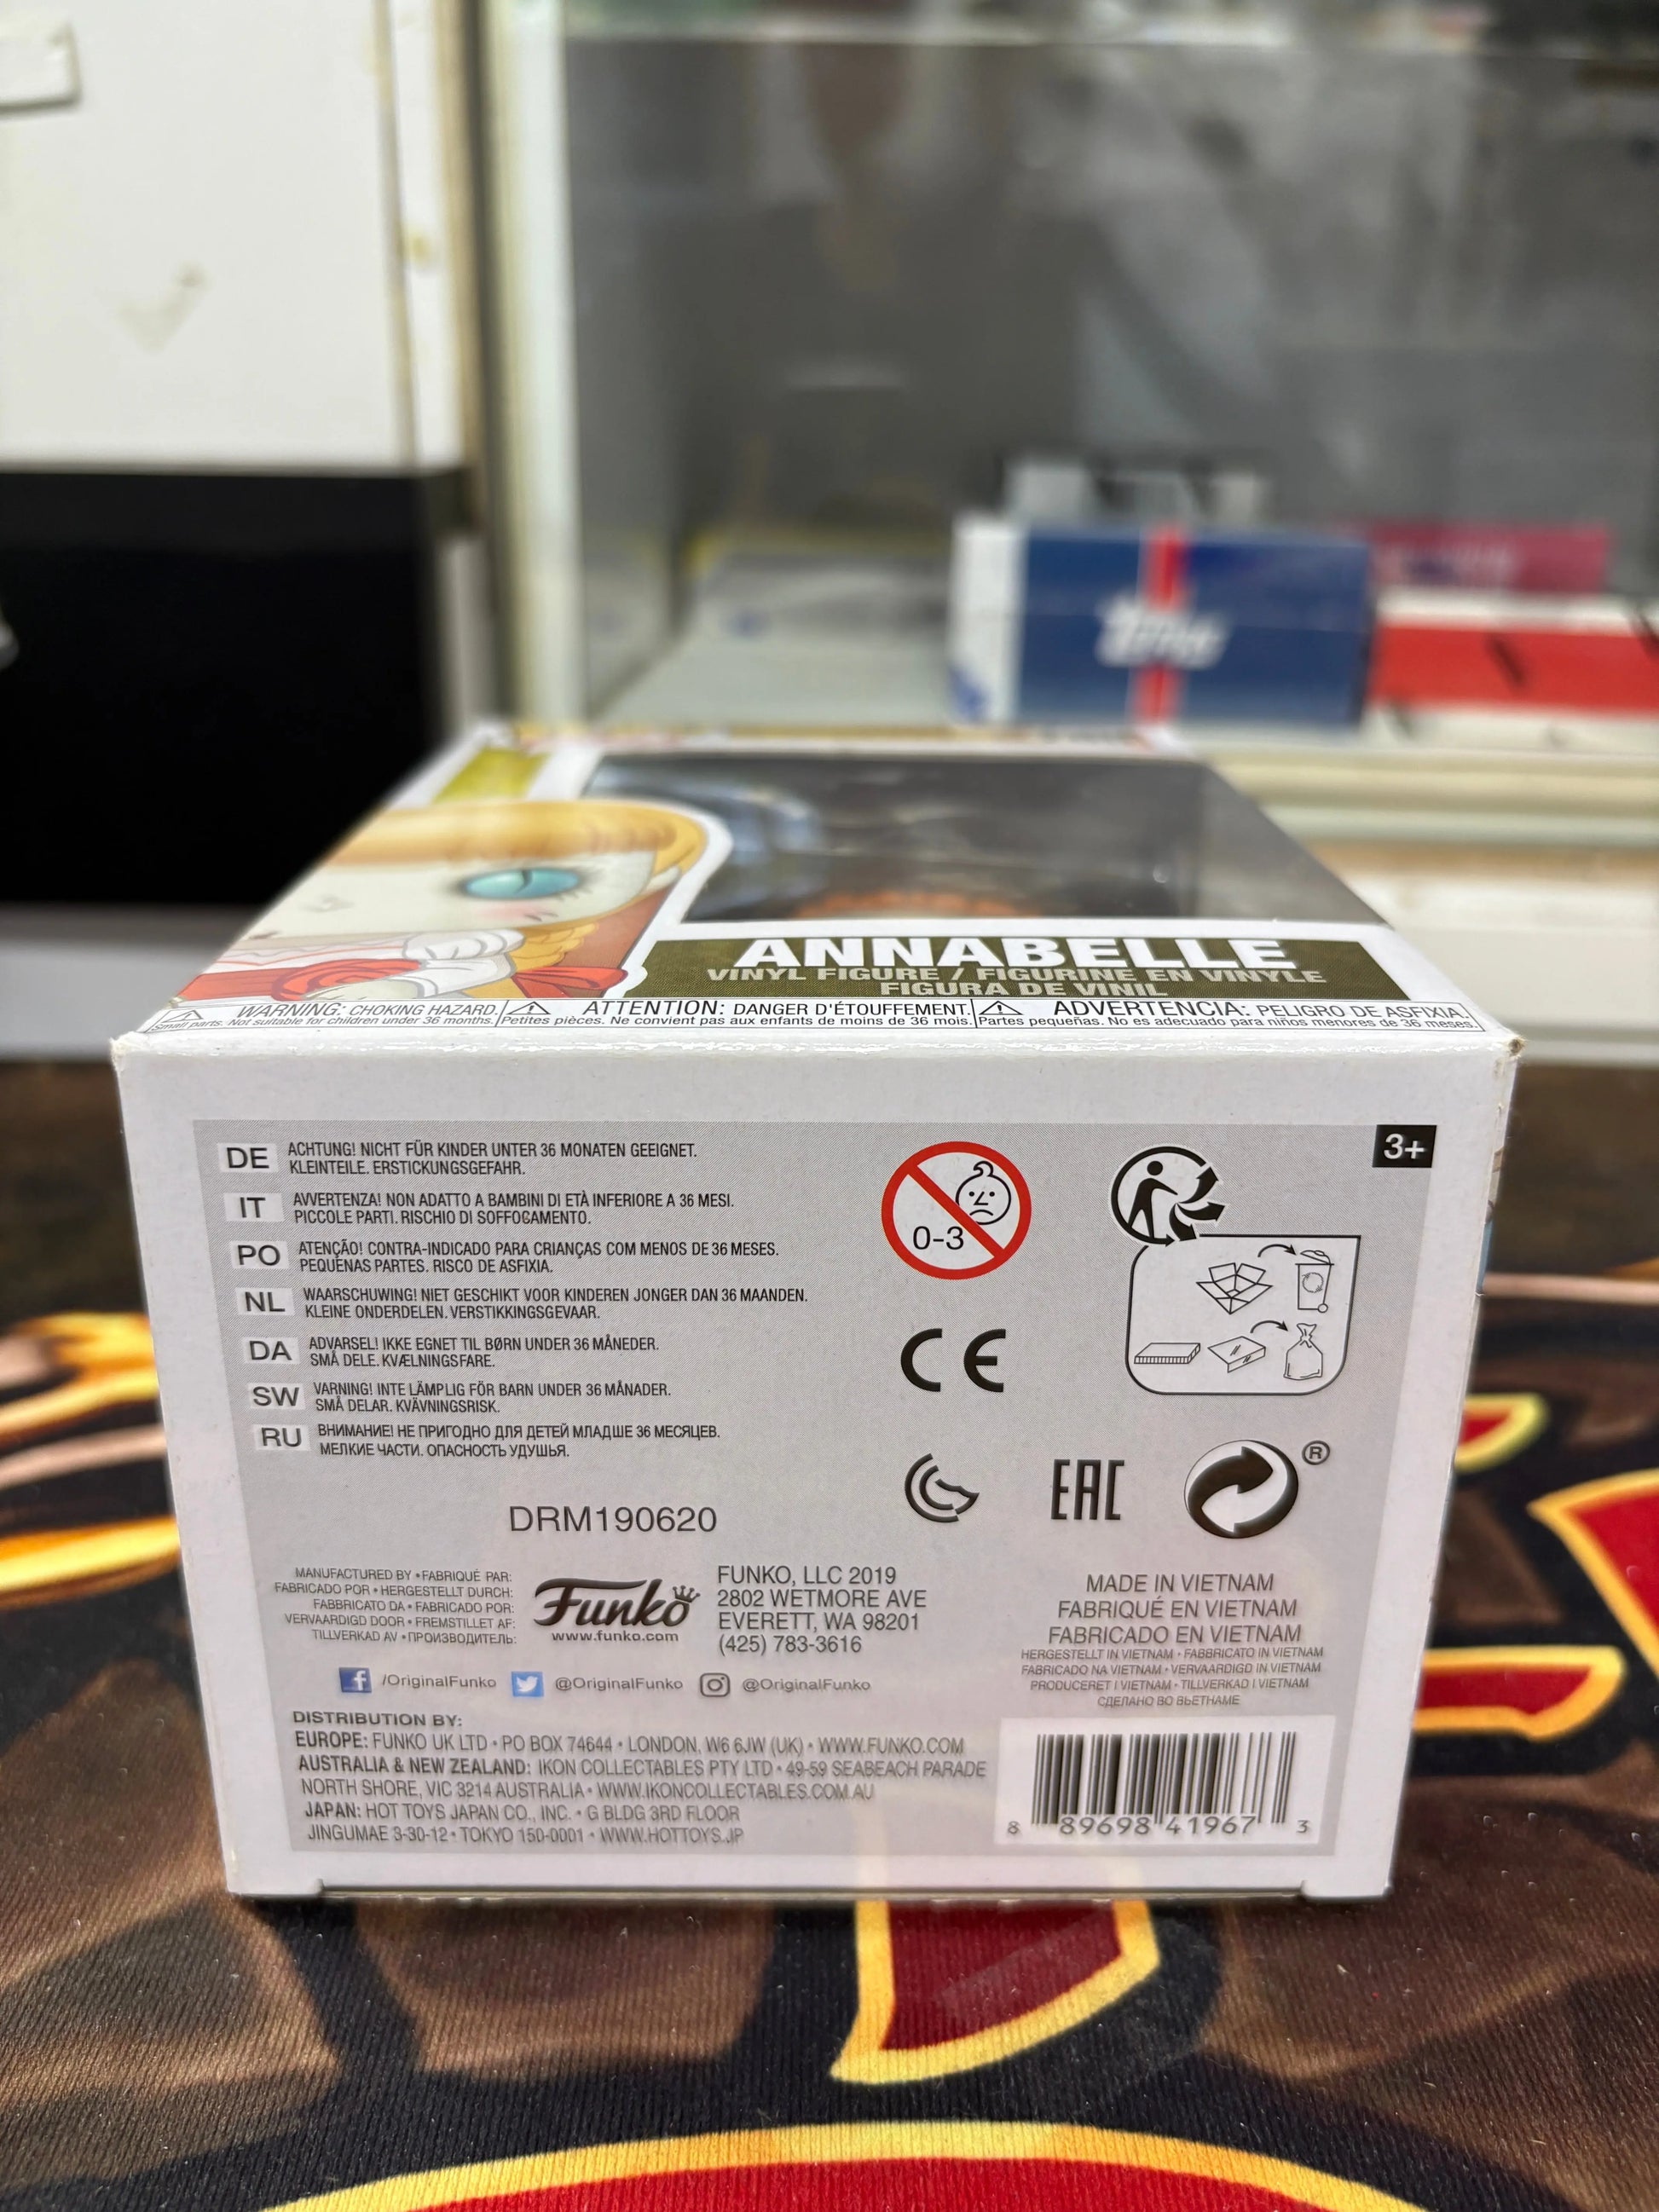 Topps
ANNABELLE
VINYL FIGURE / FIGURINE EN VINYLE
FIGURA DE VINIL
WARNING: CHOKING HAZARD.
Small parts. Not suitable for children under 36 months.
ATTENTION: DANGER D'ÉTOUFFEMENT.
Petites pièces. Ne convient pas aux enfants de moins de 36 mois.
ADVERTENCIA: PELIGRO DE ASFIXIA.
Partes pequeñas. No es adecuado para niños menores de 36 meses.
3+
DE ACHTUNG! NICHT FÜR KINDER UNTER 36 MONATEN GEEIGNET.
KLEINTEILE. ERSTICKUNGSGEFAHR.
IT AVVERTENZA! NON ADATTO A BAMBINI DI ETÀ INFERIORE A 36 MESI.
PICCOLE PARTI. RISCHIO DI SOFFOCAMENTO.
PO ATENÇÃO! CONTRA-INDICADO PARA CRIANÇAS COM MENOS DE 36 MESES.
PEQUENAS PARTES. RISCO DE ASFIXIA.
NL WAARSCHUWING! NIET GESCHIKT VOOR KINDEREN JONGER DAN 36 MAANDEN.
KLEINE ONDERDELEN. VERSTIKKINGSGEVAAR.
DA ADVARSEL! IKKE EGNET TIL BØRN UNDER 36 MÅNEDER.
SMÅ DELE. KVÆLNINGSFARE.
SW VARNING! INTE LÄMPLIG FÖR BARN UNDER 36 MÅNADER.
SMÅ DELAR. KVÄVNINGSRISK.
RU ВНИМАНИЕ! НЕ ПРИГОДНО ДЛЯ ДЕТЕЙ МЛАДШЕ 36 МЕСЯЦЕВ.
МЕЛКИЕ ЧАСТИ. ОПАСНОСТЬ УДУШЬЯ.
0-3
CE
EAC
®
DRM190620
MANUFACTURED BY • FABRIQUÉ PAR:
FABRICADO POR • HERGESTELLT DURCH:
FABBRICATO DA • FABRICADO POR:
VERVAARDIGD DOOR • FREMSTILLET AF:
TILLVERKAD AV • ПРОИЗВОДИТЕЛЬ:
Funko
www.funko.com
FUNKO, LLC 2019
2802 WETMORE AVE
EVERETT, WA 98201
(425) 783-3616
/OriginalFunko @OriginalFunko @OriginalFunko
MADE IN VIETNAM
FABRIQUÉ EN VIETNAM
FABRICADO EN VIETNAM
HERGESTELLT IN VIETNAM • FABBRICATO IN VIETNAM
FABRICADO NA VIETNAM • VERVAARDIGD IN VIETNAM
PRODUCERET I VIETNAM • TILLVERKAD I VIETNAM
СДЕЛАНО ВО ВЬЕТНАМЕ
DISTRIBUTION BY:
EUROPE: FUNKO UK LTD • PO BOX 74644 • LONDON, W6 6JW (UK) • WWW.FUNKO.COM
AUSTRALIA & NEW ZEALAND: IKON COLLECTABLES PTY LTD • 49-59 SEABEACH PARADE
NORTH SHORE, VIC 3214 AUSTRALIA • WWW.IKONCOLLECTABLES.COM.AU
JAPAN: HOT TOYS JAPAN CO., INC. • G BLDG 3RD FLOOR
JINGUMAE 3-30-12 • TOKYO 150-0001 • WWW.HOTTOYS.JP
8 89698 41967 3